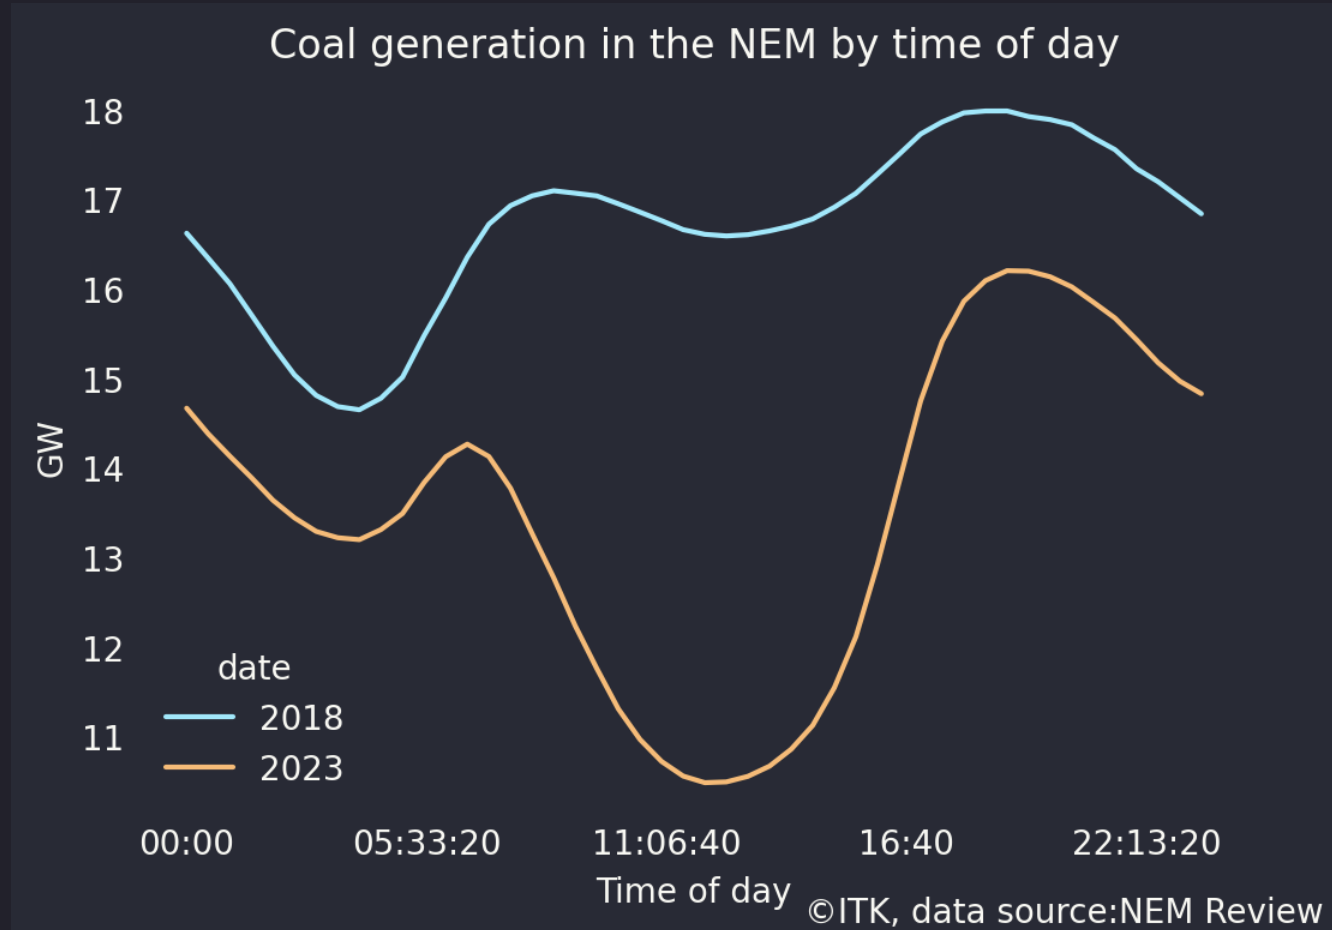 Coal generation in the NEM by time of day
18
17
16
15
14
13
12
11
GW
date
2018
2023
00:00 05:33:20 11:06:40 16:40 22:13:20
Time of day
©ITK, data source:NEM Review